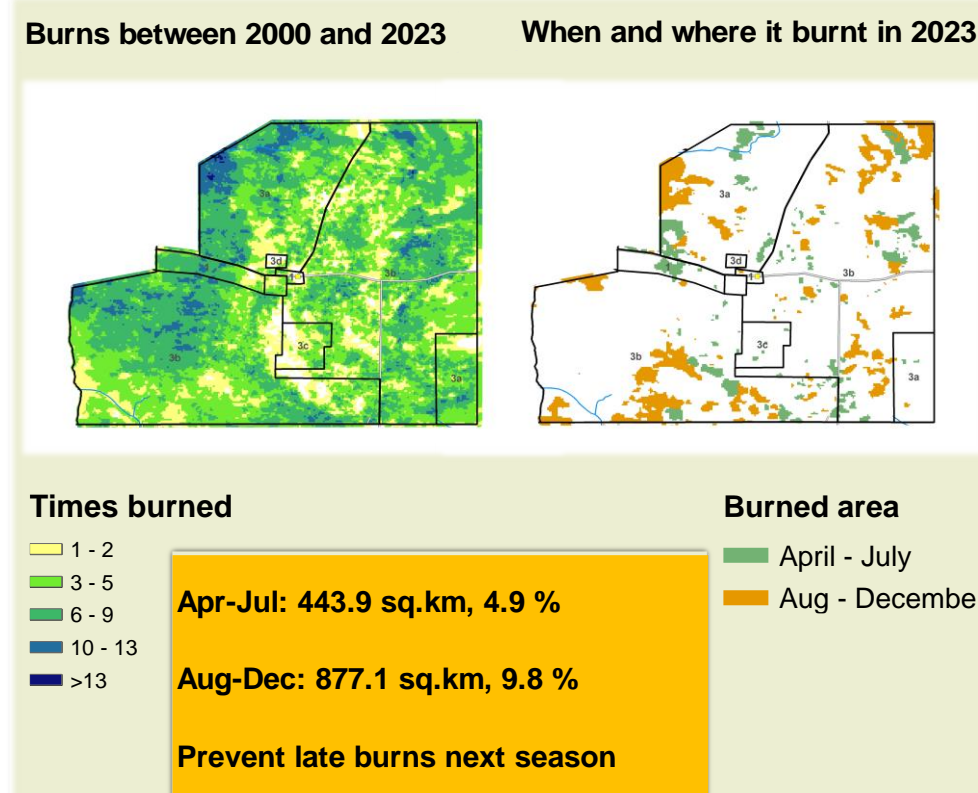 Burns between 2000 and 2023
When and where it burnt in 2023
3a
3d
1
3b
3c
3b
3a
3a
3d
1
3b
3c
3b
3a
Times burned
1 - 2
3 - 5
6 - 9
10 - 13
>13
Apr-Jul: 443.9 sq.km, 4.9 %
Aug-Dec: 877.1 sq.km, 9.8 %
Prevent late burns next season
Burned area
April - July
Aug - Decembe